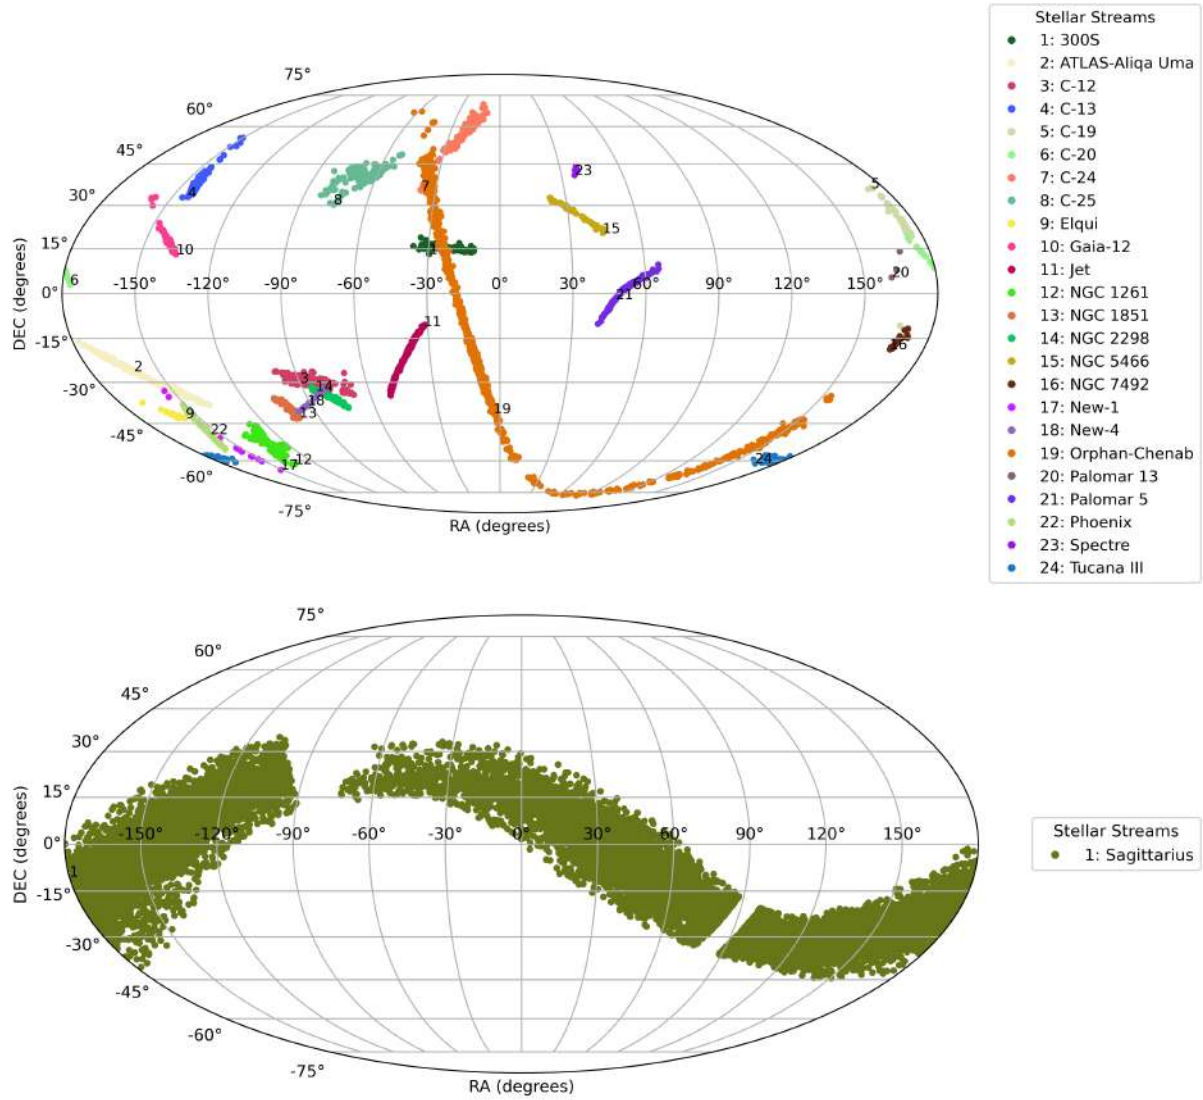 Stellar Streams
1: 300S
2: ATLAS-Aliqa Uma
3: C-12
4: C-13
5: C-19
6: C-20
7: C-24
8: C-25
9: Elqui
10: Gaia-12
11: Jet
12: NGC 1261
13: NGC 1851
14: NGC 2298
15: NGC 5466
16: NGC 7492
17: New-1
18: New-4
19: Orphan-Chenab
20: Palomar 13
21: Palomar 5
22: Phoenix
23: Spectre
24: Tucana III
75°
60°
45°
30°
15°
0°
-15°
-30°
-45°
-60°
-75°
-150° -120° -90° -60° -30° 0° 30° 60° 90° 120° 150°
DEC (degrees)
RA (degrees)
23
5
7
4
8
15
10
1
20
6
21
11
16
2
3
14
18
13
9
19
22
12
17
24
75°
60°
45°
30°
15°
0°
-15°
-30°
-45°
-60°
-75°
-150° -120° -90° -60° -30° 0° 30° 60° 90° 120° 150°
1
DEC (degrees)
RA (degrees)
Stellar Streams
1: Sagittarius